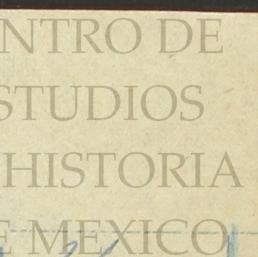 NTRO DE
STUDIOS
HISTORIA
E MEXICO